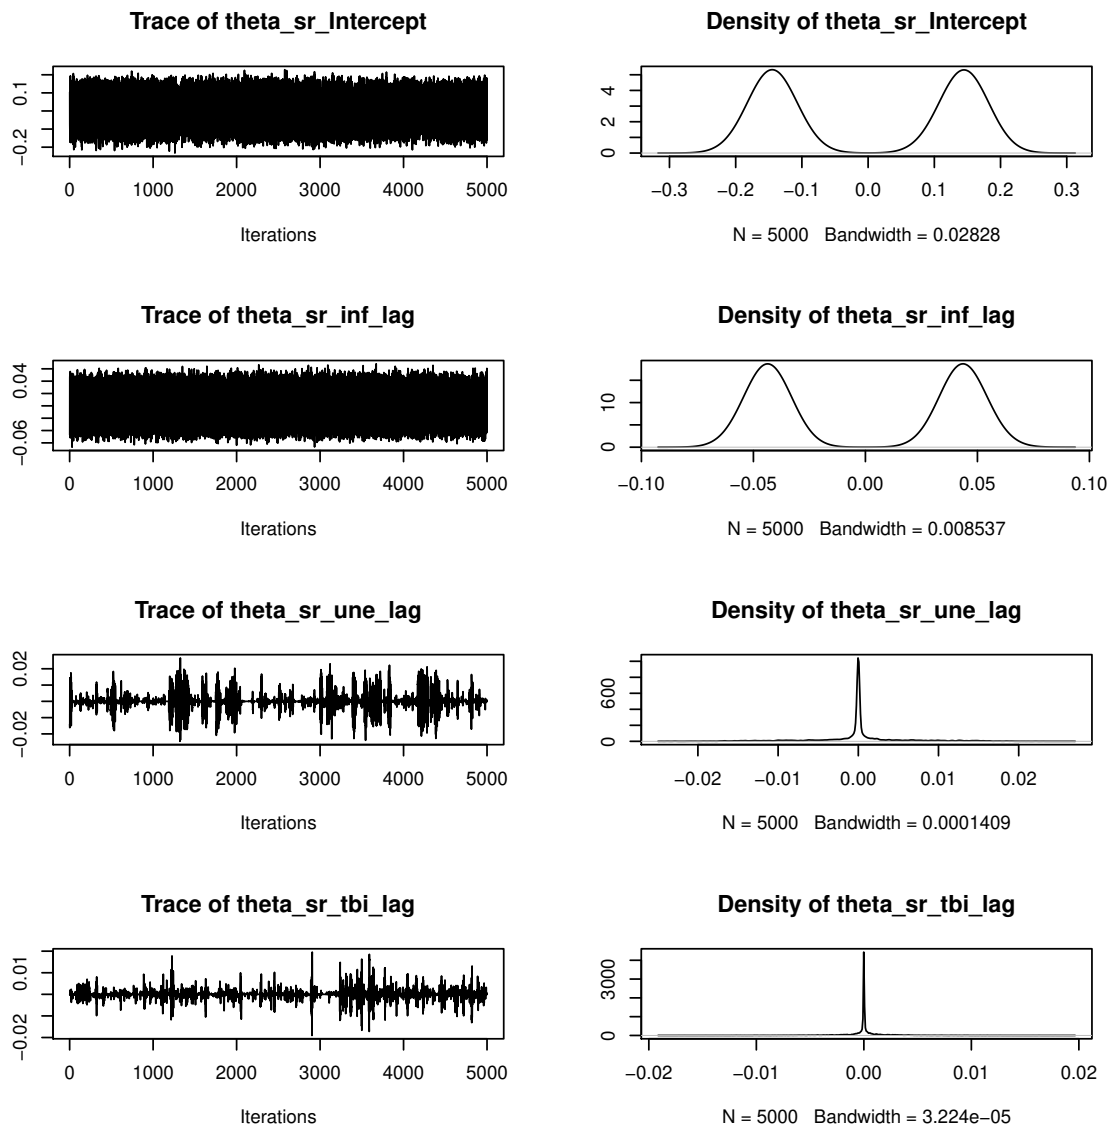 Trace of theta_sr_Intercept
0.1
−0.2
0 1000 2000 3000 4000 5000
Iterations
Density of theta_sr_Intercept
4
2
0
−0.3 −0.2 −0.1 0.0 0.1 0.2 0.3
N = 5000 Bandwidth = 0.02828
Trace of theta_sr_inf_lag
0.04
−0.06
0 1000 2000 3000 4000 5000
Iterations
Density of theta_sr_inf_lag
10
0
−0.10 −0.05 0.00 0.05 0.10
N = 5000 Bandwidth = 0.008537
Trace of theta_sr_une_lag
0.02
−0.02
0 1000 2000 3000 4000 5000
Iterations
Density of theta_sr_une_lag
600
0
−0.02 −0.01 0.00 0.01 0.02
N = 5000 Bandwidth = 0.0001409
Trace of theta_sr_tbi_lag
0.01
−0.02
0 1000 2000 3000 4000 5000
Iterations
Density of theta_sr_tbi_lag
3000
0
−0.02 −0.01 0.00 0.01 0.02
N = 5000 Bandwidth = 3.224e−05